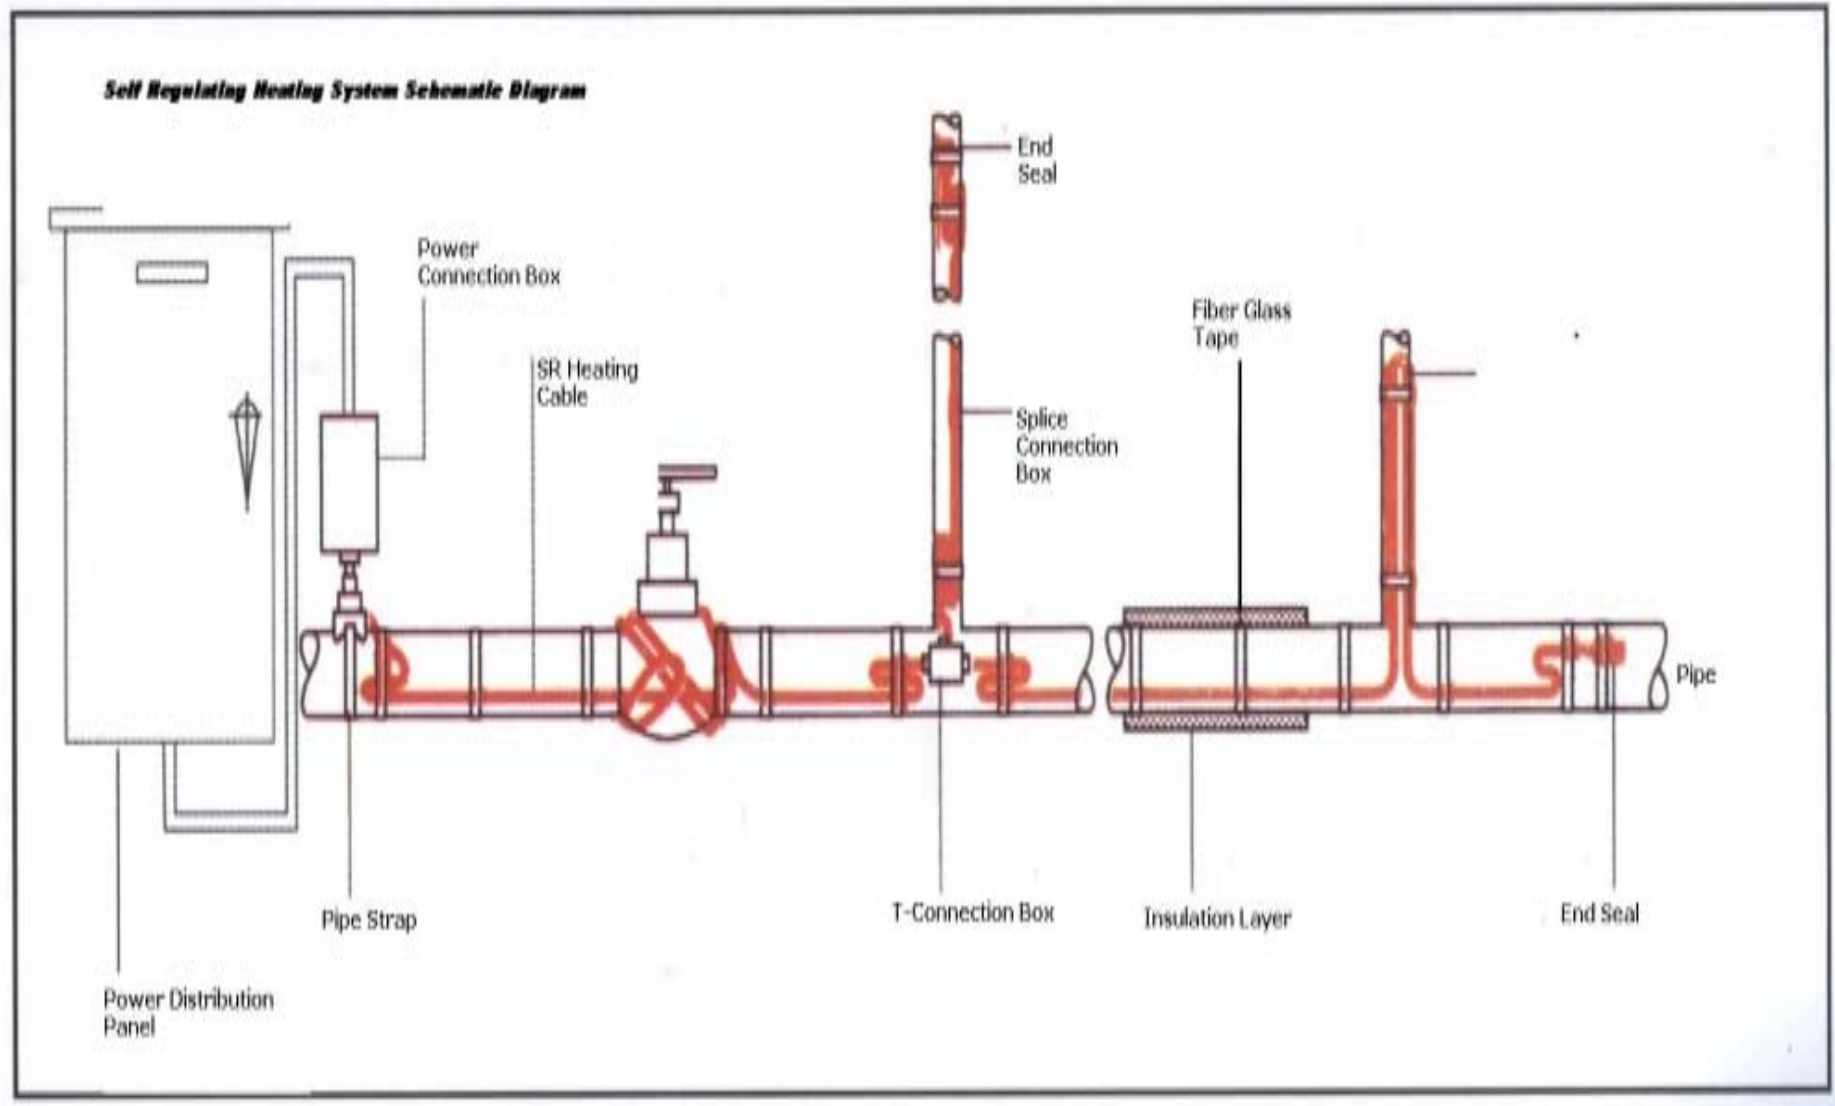 Self Regulating Heating System Schematic Diagram
End
Seal
Power
Connection Box
Fiber Glass
Tape
SR Heating
Cable
Splice
Connection
Box
Pipe
T-Connection Box
Insulation Layer
End Seal
Pipe Strap
Power Distribution
Panel